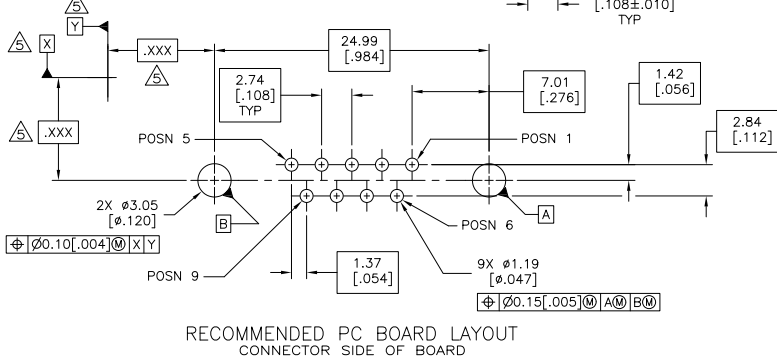 5
Y
5
X
.XXX
5
24.99
[.984]
[.108±.010]
TYP
2.74
[.108]
TYP
7.01
[.276]
1.42
[.056]
2.84
[.112]
5
.XXX
POSN 5
POSN 1
2X ø3.05
[ø.120]
B
A
POSN 6
⌖ Ø0.10[.004]Ⓜ X Y
POSN 9
1.37
[.054]
9X ø1.19
[ø.047]
⌖ Ø0.15[.005]Ⓜ AⓂ BⓂ
RECOMMENDED PC BOARD LAYOUT
CONNECTOR SIDE OF BOARD